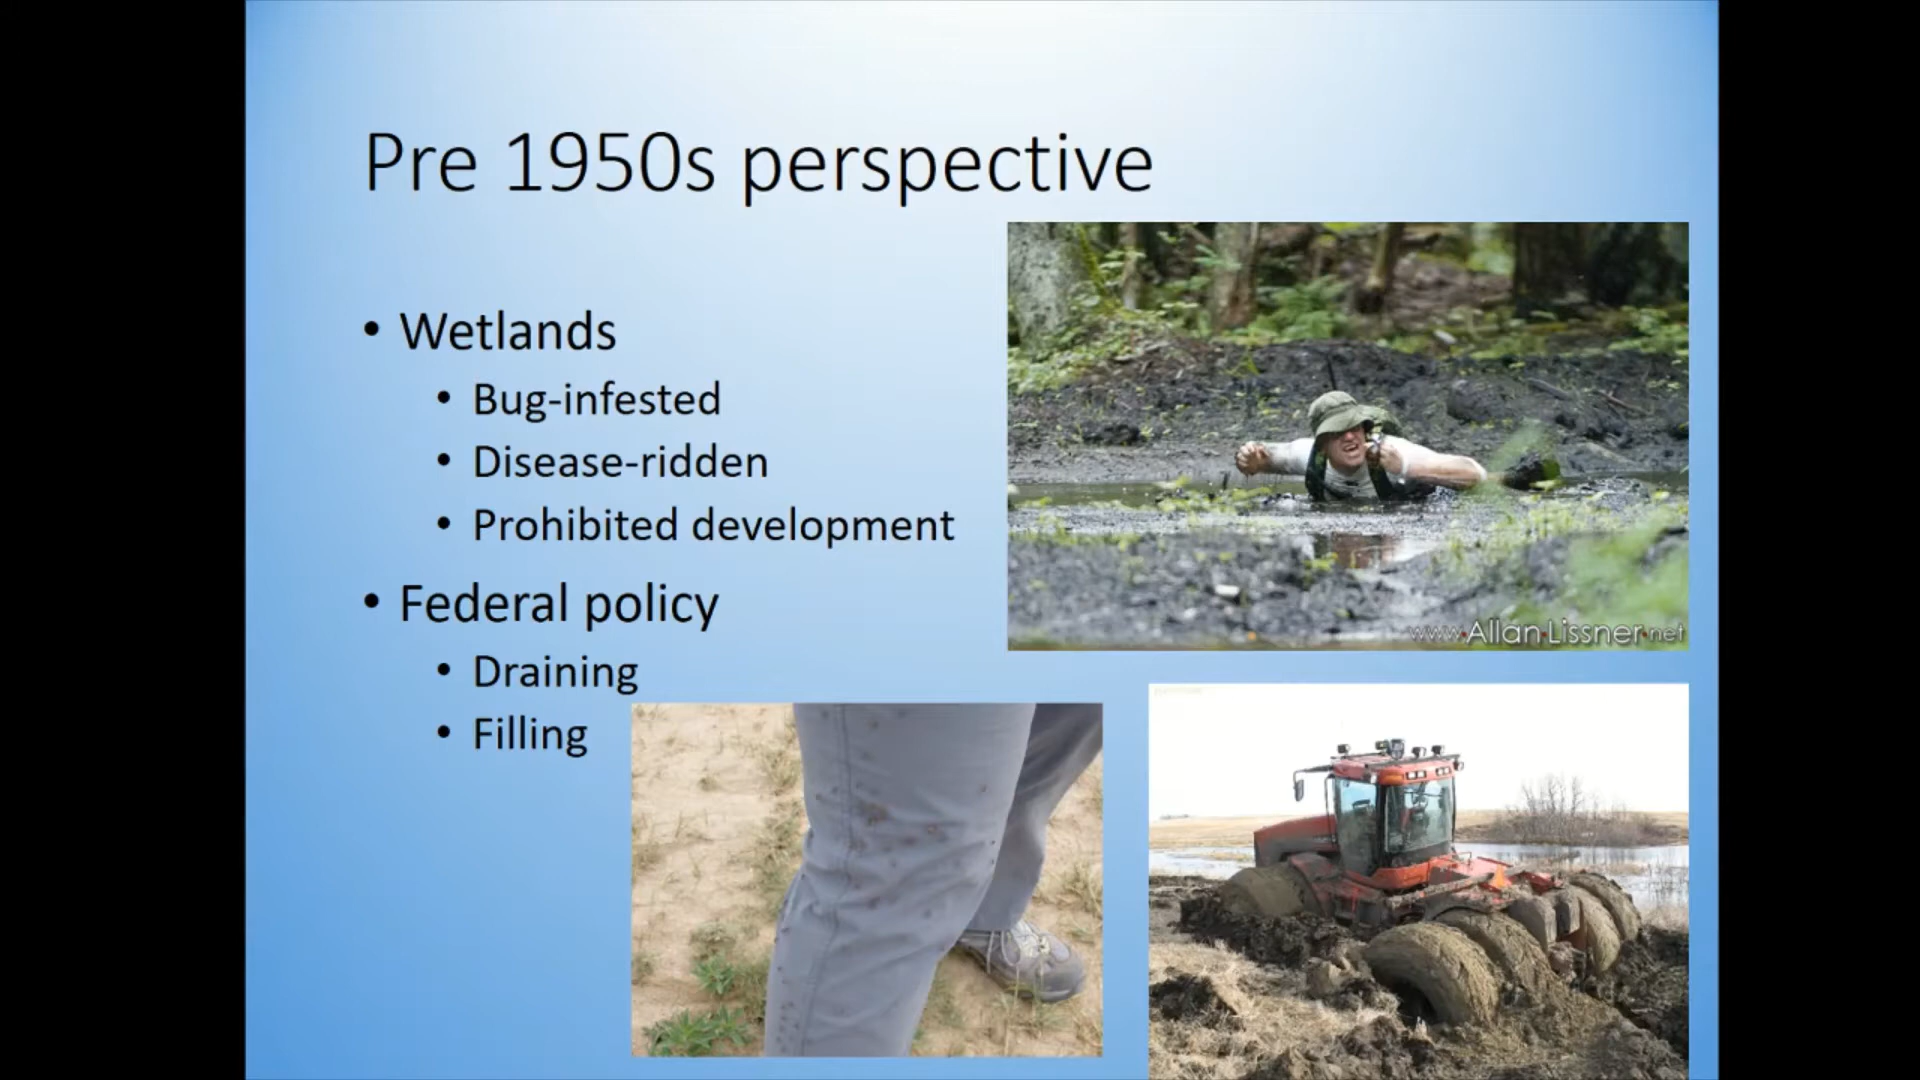 Pre 1950s perspective
• Wetlands
• Bug-infested
• Disease-ridden
• Prohibited development
• Federal policy
• Draining
• Filling
www.Allan.Lissner.net